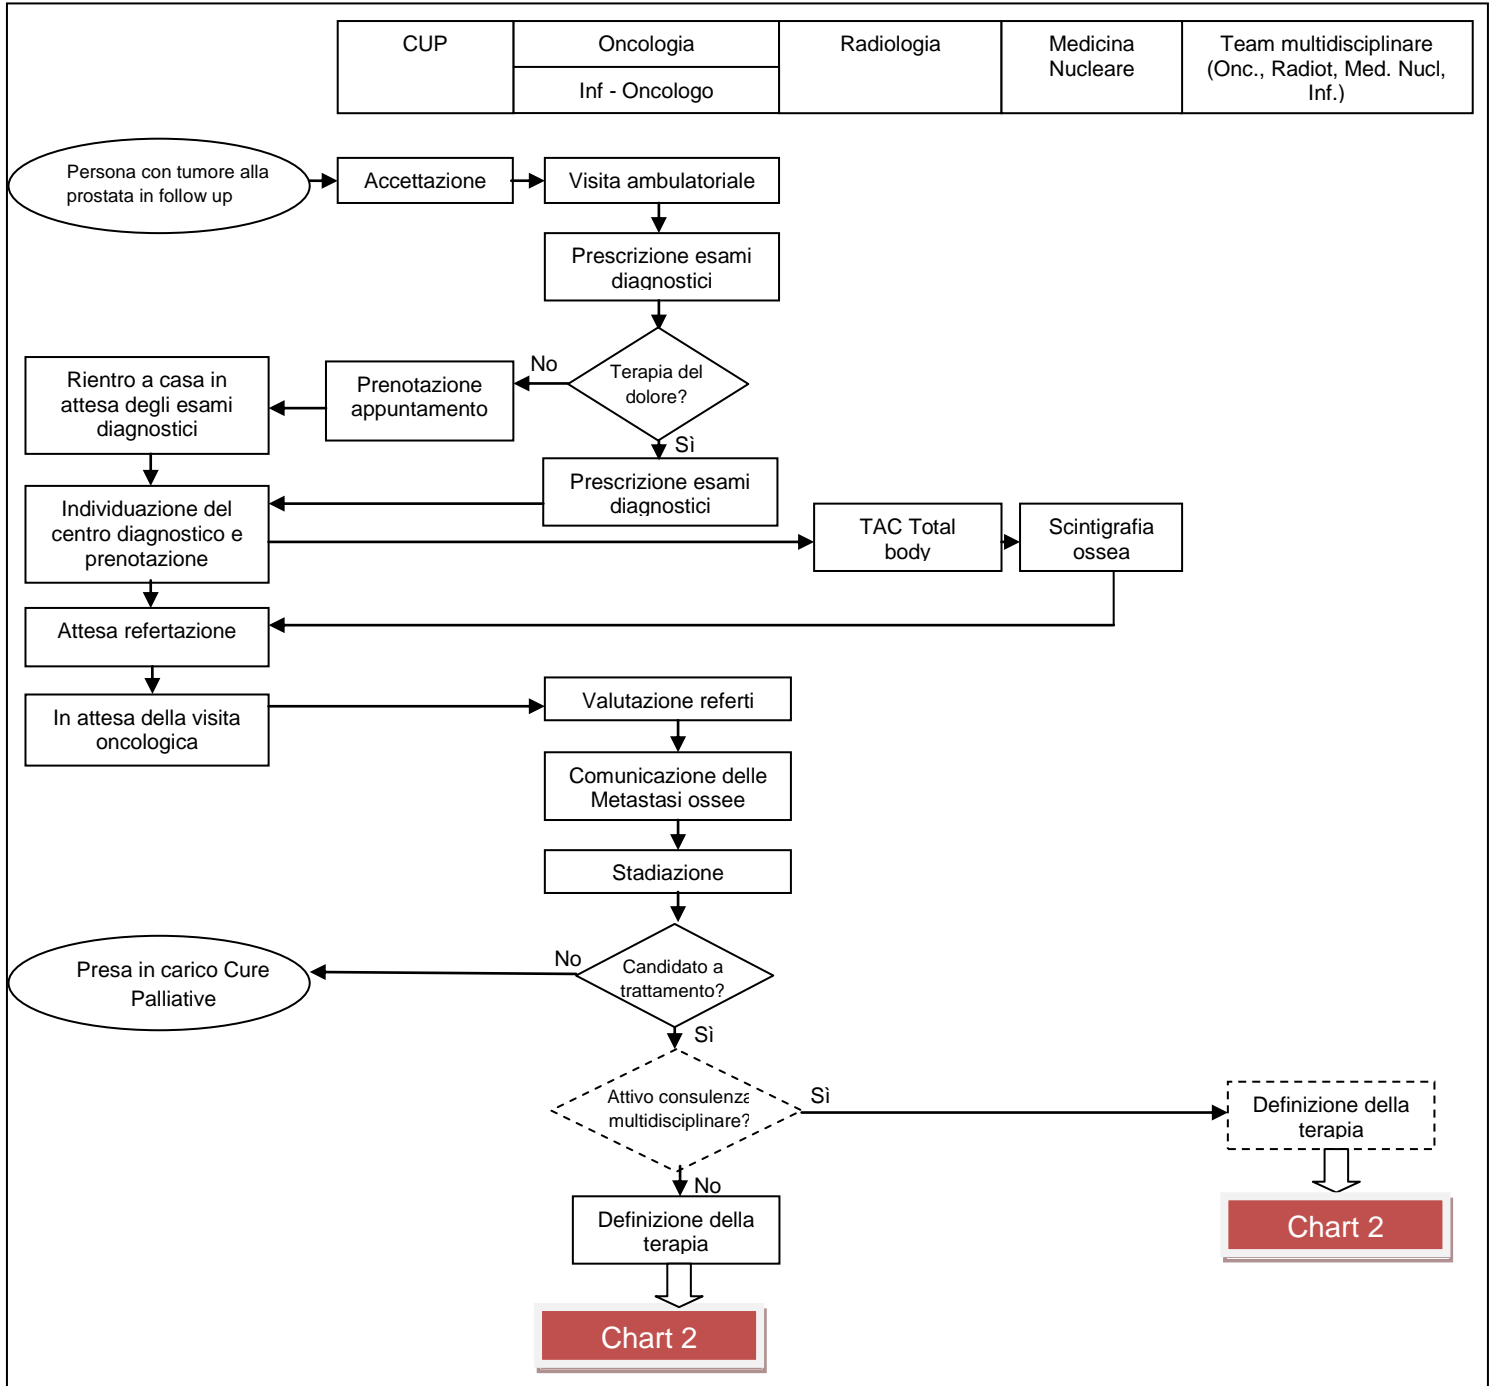 CUP
Oncologia
Inf - Oncologo
Radiologia
Medicina
Nucleare
Team multidisciplinare
(Onc., Radiot, Med. Nucl,
Inf.)
Persona con tumore alla
prostata in follow up
Accettazione
Visita ambulatoriale
Prescrizione esami
diagnostici
Terapia del
dolore?
No
Prenotazione
appuntamento
Rientro a casa in
attesa degli esami
diagnostici
Sì
Prescrizione esami
diagnostici
Individuazione del
centro diagnostico e
prenotazione
TAC Total
body
Scintigrafia
ossea
Attesa refertazione
In attesa della visita
oncologica
Valutazione referti
Comunicazione delle
Metastasi ossee
Stadiazione
Candidato a
trattamento?
No
Presa in carico Cure
Palliative
Sì
Attivo consulenza
multidisciplinare?
Sì
Definizione della
terapia
Chart 2
No
Definizione della
terapia
Chart 2